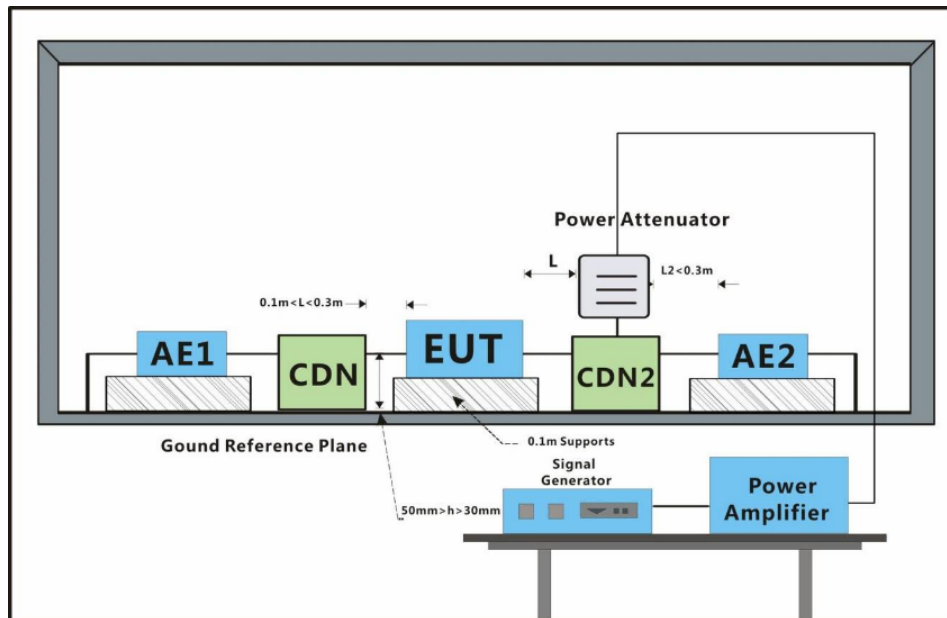 Power Attenuator
L
L2<0.3m
0.1m<L<0.3m
AE1
CDN
EUT
CDN2
AE2
Gound Reference Plane
0.1m Supports
Signal
Generator
50mm>h>30mm
Power
Amplifier